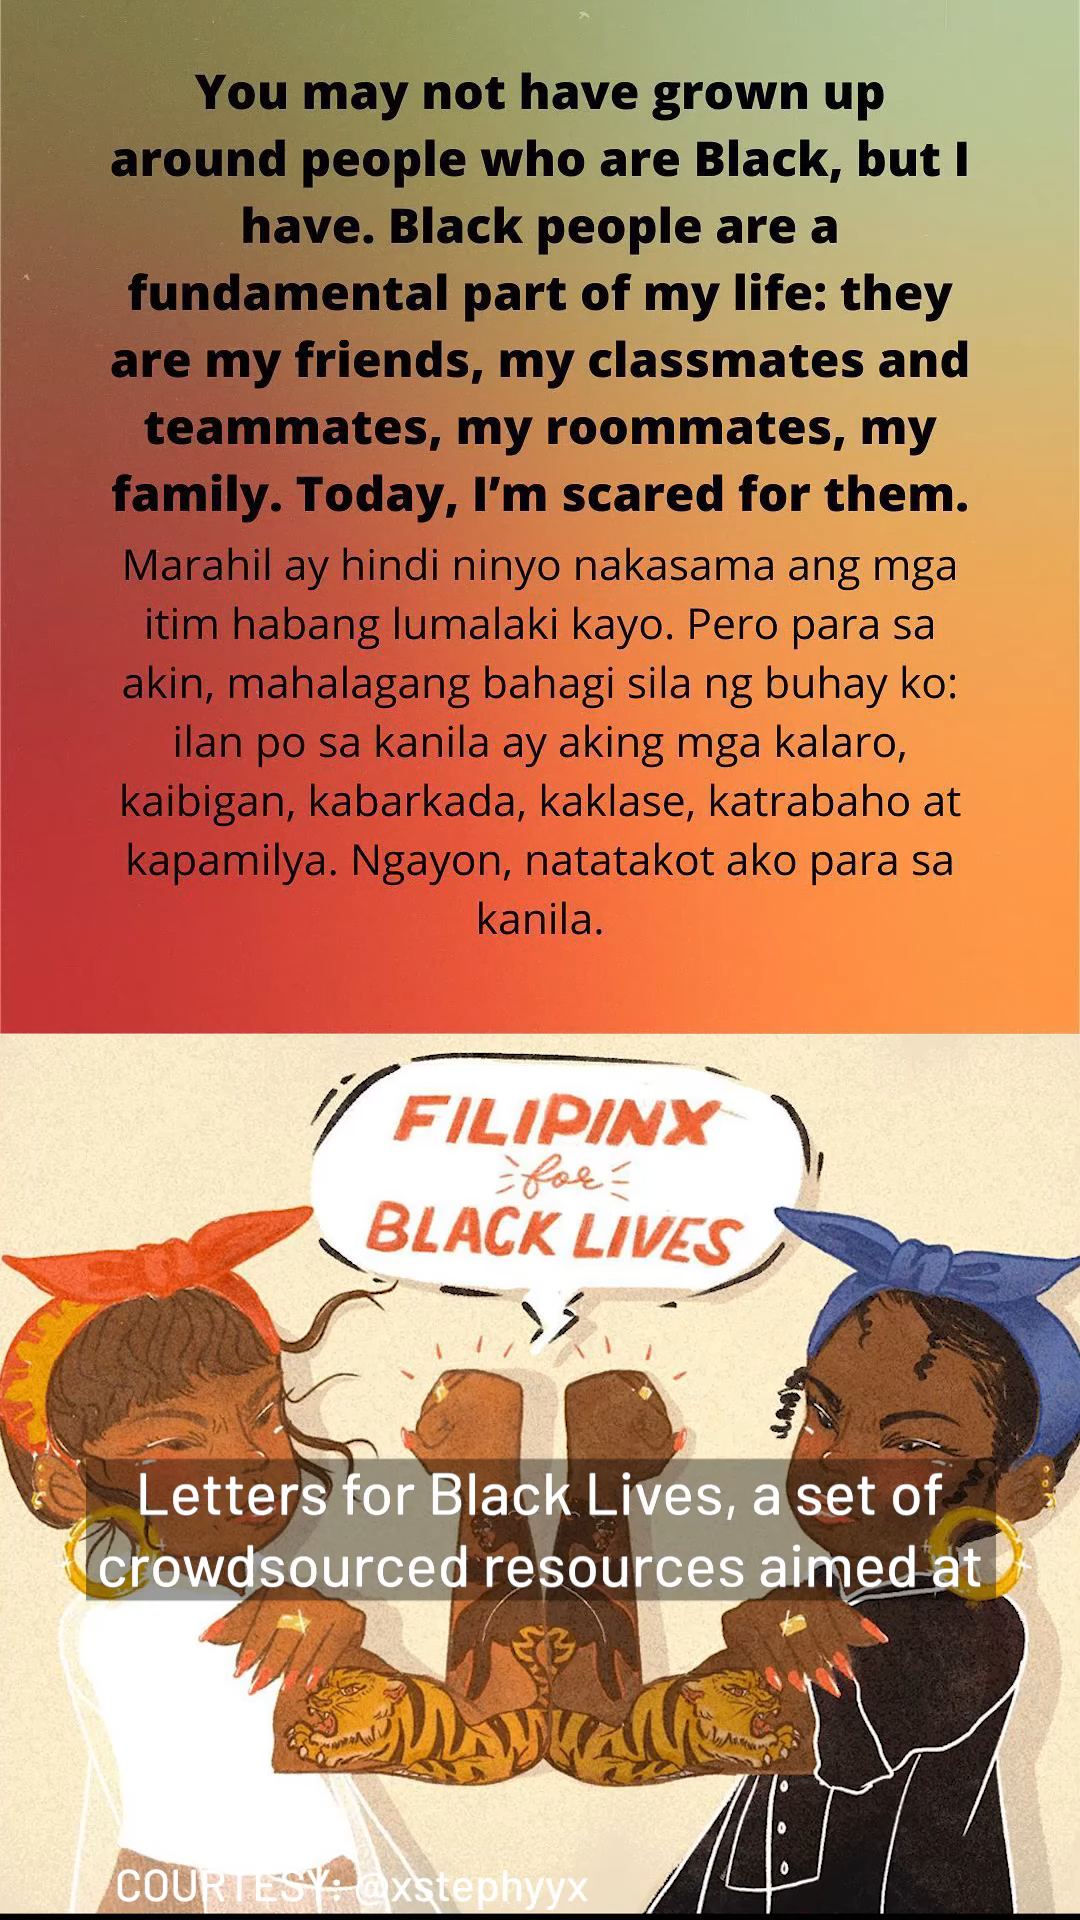 You may not have grown up
around people who are Black, but I
have. Black people are a
fundamental part of my life: they
are my friends, my classmates and
teammates, my roommates, my
family. Today, I’m scared for them.
Marahil ay hindi ninyo nakasama ang mga
itim habang lumalaki kayo. Pero para sa
akin, mahalagang bahagi sila ng buhay ko:
ilan po sa kanila ay aking mga kalaro,
kaibigan, kabarkada, kaklase, katrabaho at
kapamilya. Ngayon, natatakot ako para sa
kanila.
FILIPINX
for
BLACK LIVES
Letters for Black Lives, a set of
crowdsourced resources aimed at
COURTESY: @xstephyyx